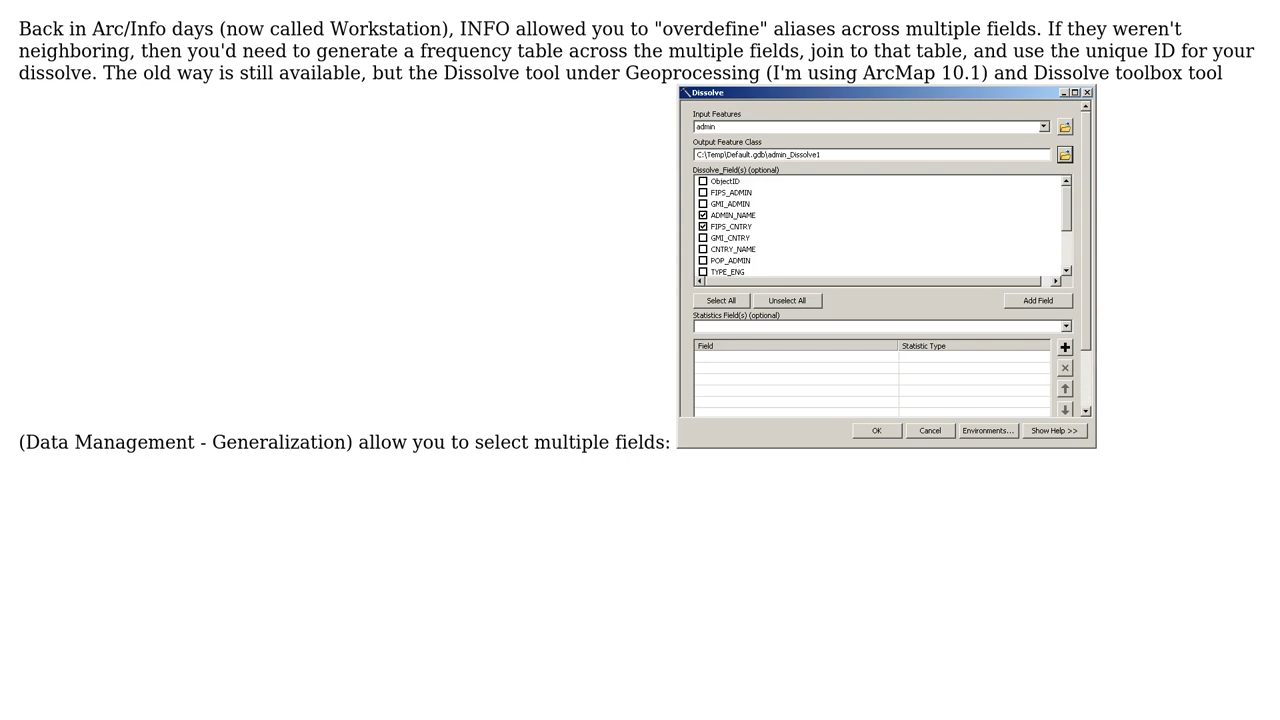 Back in Arc/Info days (now called Workstation), INFO allowed you to "overdefine" aliases across multiple fields. If they weren't
neighboring, then you'd need to generate a frequency table across the multiple fields, join to that table, and use the unique ID for your
dissolve. The old way is still available, but the Dissolve tool under Geoprocessing (I'm using ArcMap 10.1) and Dissolve toolbox tool
Dissolve
Input Features
admin
Output Feature Class
C:\Temp\Default.gdb\admin_Dissolve1
Dissolve_Field(s) (optional)
ObjectID
FIPS_ADMIN
GMI_ADMIN
ADMIN_NAME
FIPS_CNTRY
GMI_CNTRY
CNTRY_NAME
POP_ADMIN
TYPE_ENG
Select All Unselect All Add Field
Statistics Field(s) (optional)
Field Statistic Type
OK Cancel Environments... Show Help >>
(Data Management - Generalization) allow you to select multiple fields: